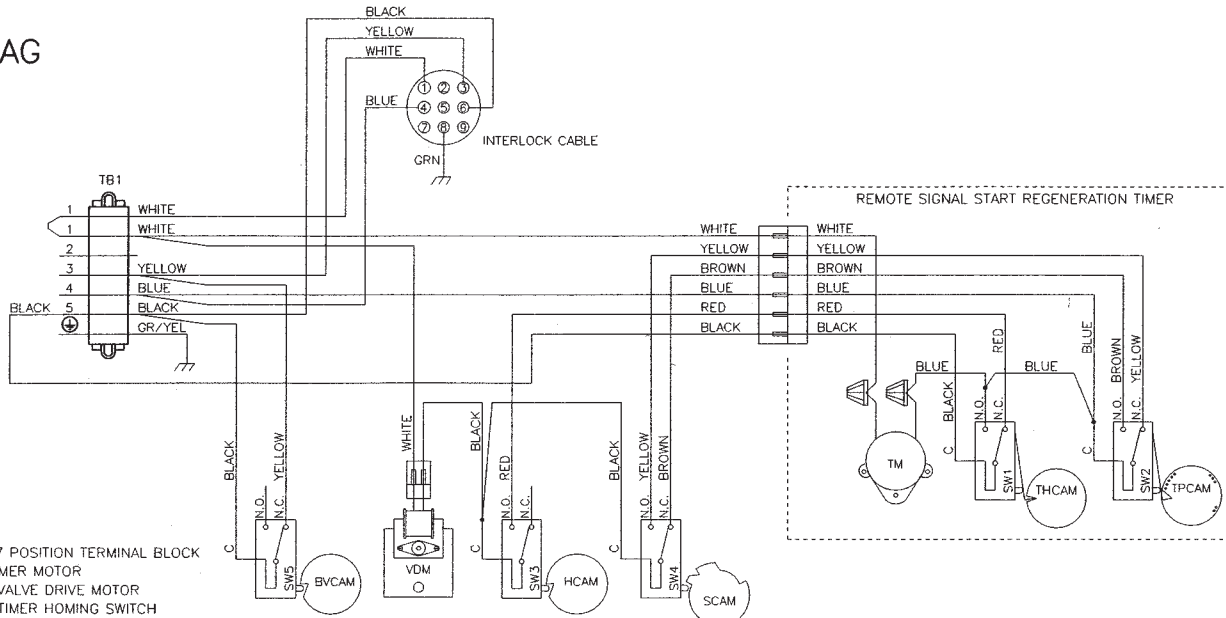 AG
BLACK
YELLOW
WHITE
1 2 3
BLUE 4 5 6
7 8 9
INTERLOCK CABLE
GRN
TB1
REMOTE SIGNAL START REGENERATION TIMER
1 WHITE
1 WHITE WHITE WHITE
2 YELLOW YELLOW
3 YELLOW BROWN BROWN
4 BLUE BLUE BLUE
BLACK 5 BLACK RED RED
GR/YEL BLACK BLACK
BLUE
RED
BLUE
BROWN
YELLOW
BLUE
BLACK
N.O.
N.C.
N.O.
N.C.
C
C
TM
SW1
THCAM
SW2
TPCAM
BLACK
YELLOW
WHITE
BLACK
RED
BLACK
YELLOW
BROWN
N.O.
N.C.
N.O.
N.C.
N.O.
N.C.
C
C
C
SW5
BVCAM
VDM
SW3
HCAM
SW4
SCAM
7 POSITION TERMINAL BLOCK
MER MOTOR
VALVE DRIVE MOTOR
TIMER HOMING SWITCH